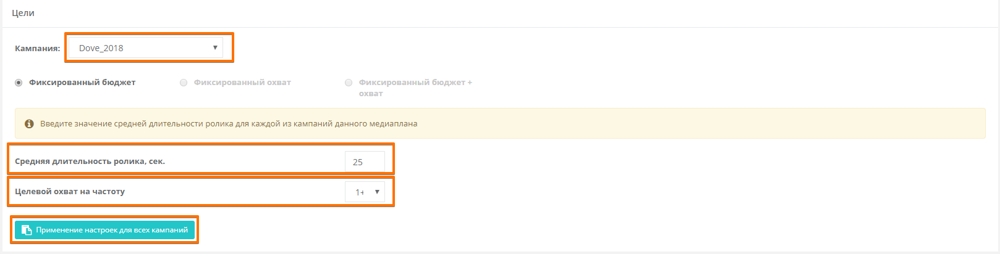 Цели
Кампания: Dove_2018
Фиксированный бюджет Фиксированный охват Фиксированный бюджет +
охват
Введите значение средней длительности ролика для каждой из кампаний данного медиаплана
Средняя длительность ролика, сек. 25
Целевой охват на частоту 1+
Применение настроек для всех кампаний